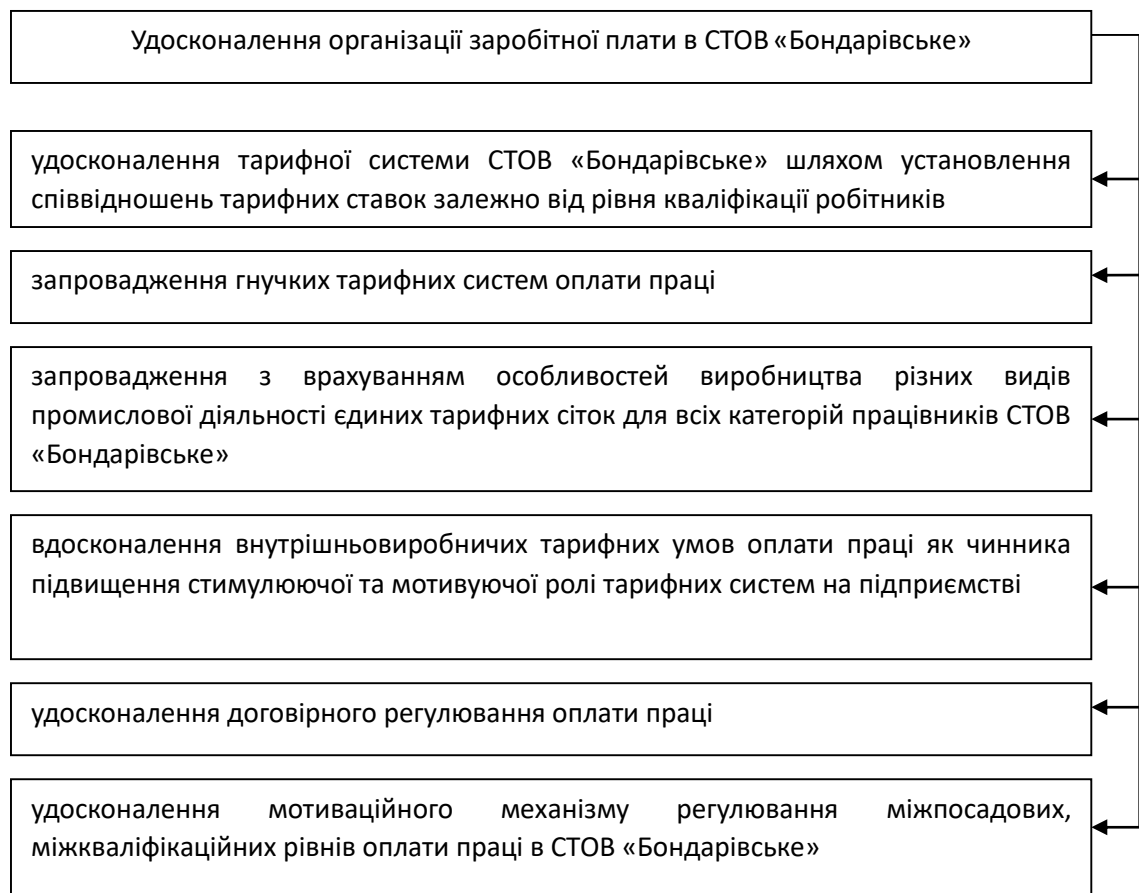 Удосконалення організації заробітної плати в СТОВ «Бондарівське»
удосконалення тарифної системи СТОВ «Бондарівське» шляхом установлення
співвідношень тарифних ставок залежно від рівня кваліфікації робітників
запровадження гнучких тарифних систем оплати праці
запровадження з врахуванням особливостей виробництва різних видів
промислової діяльності єдиних тарифних сіток для всіх категорій працівників СТОВ
«Бондарівське»
вдосконалення внутрішньовиробничих тарифних умов оплати праці як чинника
підвищення стимулюючої та мотивуючої ролі тарифних систем на підприємстві
удосконалення договірного регулювання оплати праці
удосконалення мотиваційного механізму регулювання міжпосадових,
міжкваліфікаційних рівнів оплати праці в СТОВ «Бондарівське»